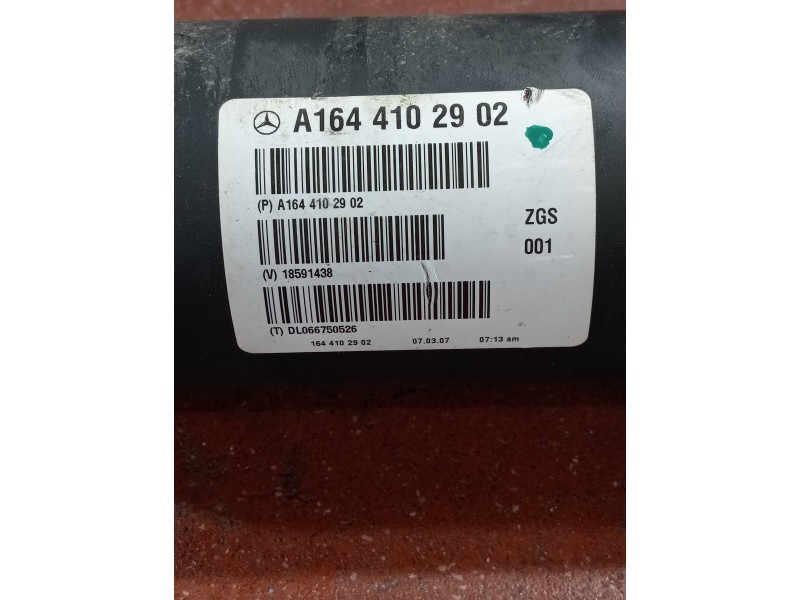 A164 410 29 02
(P) A164 410 29 02
ZGS
001
(V) 18591438
(T) DL066750526
164 410 29 02 07.03.07 07:13 am